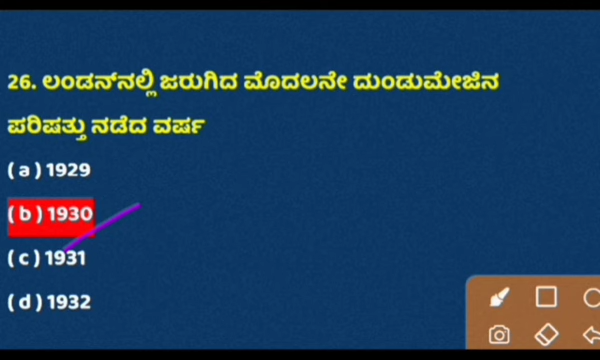 26. ಲಂಡನ್‌ನಲ್ಲಿ ಜರುಗಿದ ಮೊದಲನೇ ದುಂಡುಮೇಜಿನ
ಪರಿಷತ್ತು ನಡೆದ ವರ್ಷ
( a ) 1929
( b ) 1930
( c ) 1931
( d ) 1932